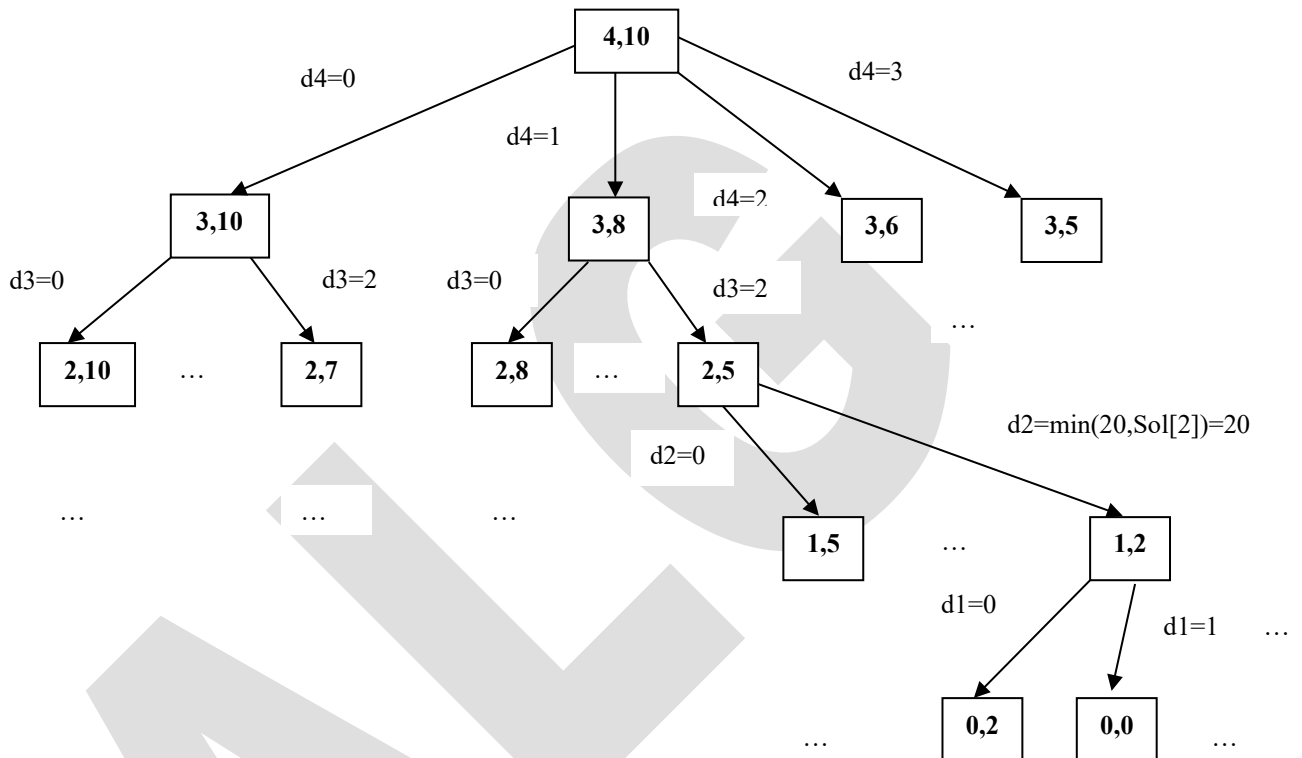 4,10
d4=0
d4=3
d4=1
3,10
3,8
d4=2
3,6
3,5
d3=0
d3=2
d3=0
d3=2
…
2,10
…
2,7
2,8
…
2,5
d2=min(20,Sol[2])=20
d2=0
…
…
…
1,5
…
1,2
d1=0
d1=1
…
0,2
0,0
…
…